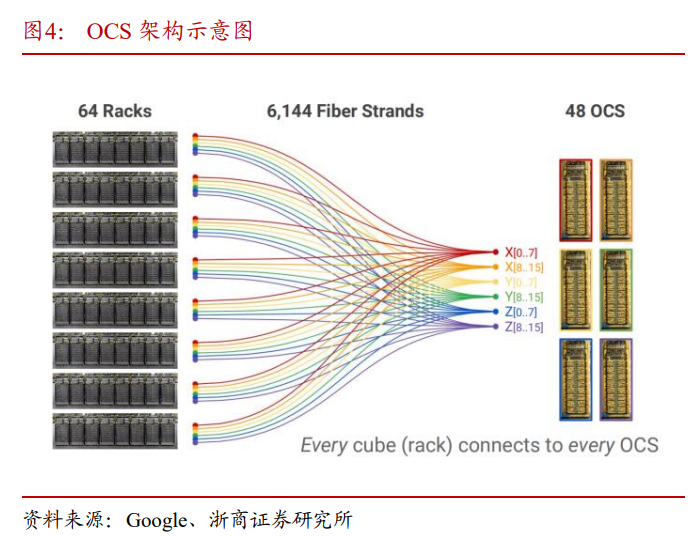 图4： OCS 架构示意图
64 Racks
6,144 Fiber Strands
48 OCS
X[0..7]
X[8..15]
Y[0..7]
Y[8..15]
Z[0..7]
Z[8..15]
Every cube (rack) connects to every OCS
资料来源：Google、浙商证券研究所